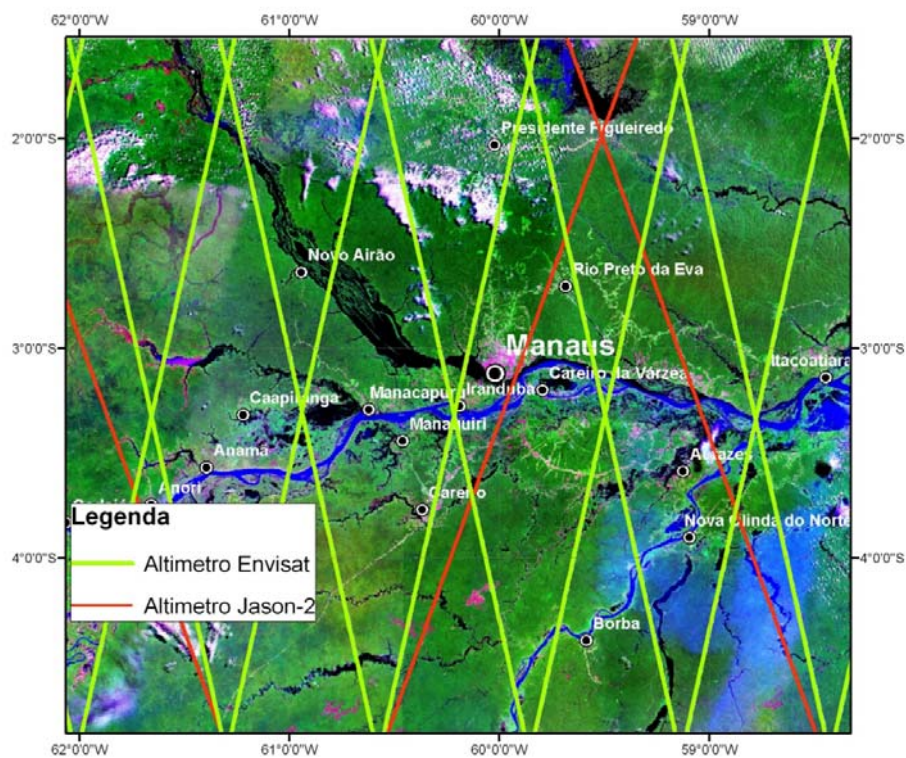 62°0'0"W 61°0'0"W 60°0'0"W 59°0'0"W
2°0'0"S 2°0'0"S
Presidente Figueiredo
Novo Airão
Rio Preto da Eva
3°0'0"S 3°0'0"S
Manaus
Itacoatiara
Careiro da Várzea
Manacapuru Iranduba
Caapiranga
Manaquiri
Anamã
Autazes
Anori
Careiro
Nova Olinda do Norte
Legenda
4°0'0"S 4°0'0"S
Altimetro Envisat
Altimetro Jason-2
Borba
62°0'0"W 61°0'0"W 60°0'0"W 59°0'0"W